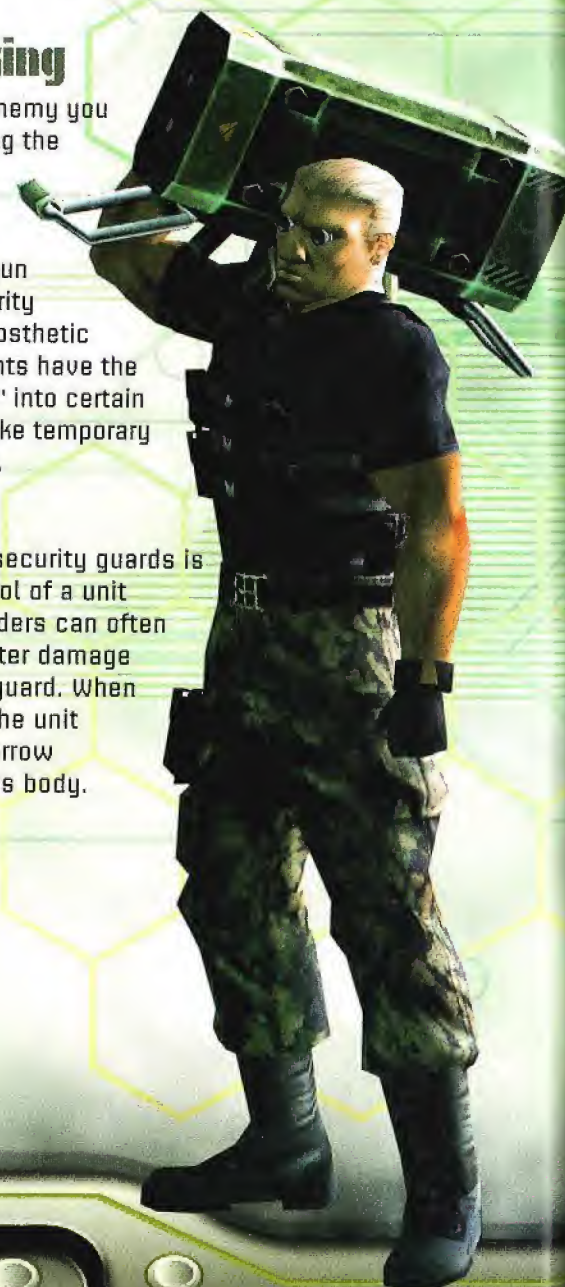 king
nemy you
g the
un
rity
osthetic
nts have the
" into certain
ke temporary
security guards is
ol of a unit
ders can often
ter damage
guard. When
he unit
rrow
s body.